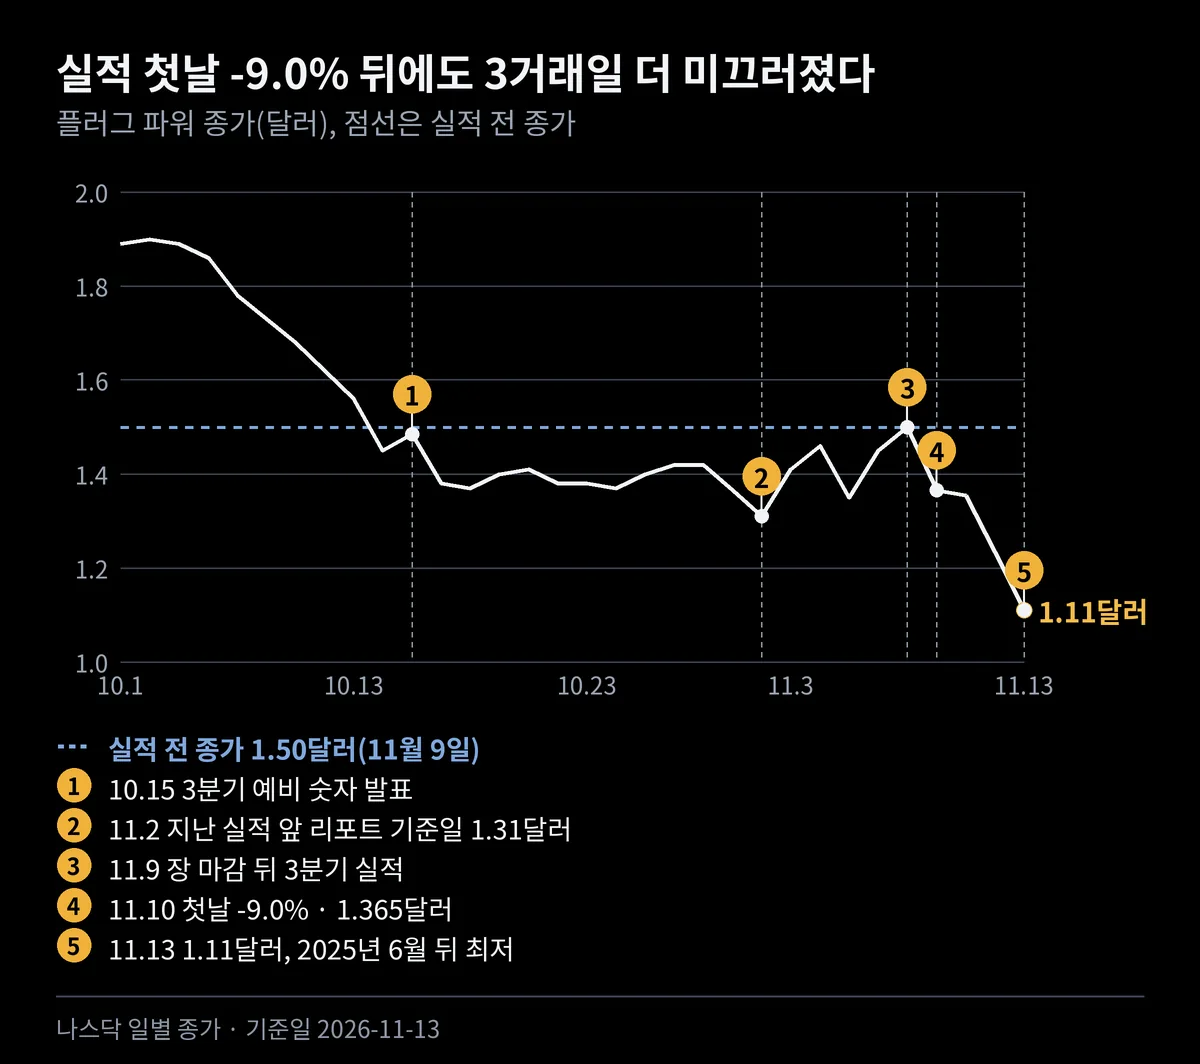 실적 첫날 -9.0% 뒤에도 3거래일 더 미끄러졌다
플러그 파워 종가(달러), 점선은 실적 전 종가
2.0
1.8
1.6
1.4
1.2
1.0
1
2
3
4
5
1.11달러
10.1 10.13 10.23 11.3 11.13
실적 전 종가 1.50달러(11월 9일)
1 10.15 3분기 예비 숫자 발표
2 11.2 지난 실적 앞 리포트 기준일 1.31달러
3 11.9 장 마감 뒤 3분기 실적
4 11.10 첫날 -9.0% · 1.365달러
5 11.13 1.11달러, 2025년 6월 뒤 최저
나스닥 일별 종가 · 기준일 2026-11-13